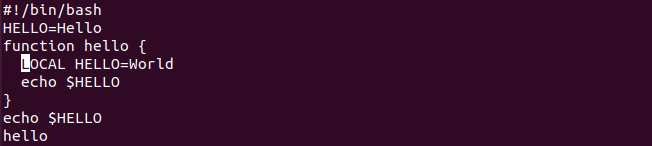 #!/bin/bash
HELLO=Hello
function hello {
  LOCAL HELLO=World
  echo $HELLO
}
echo $HELLO
hello